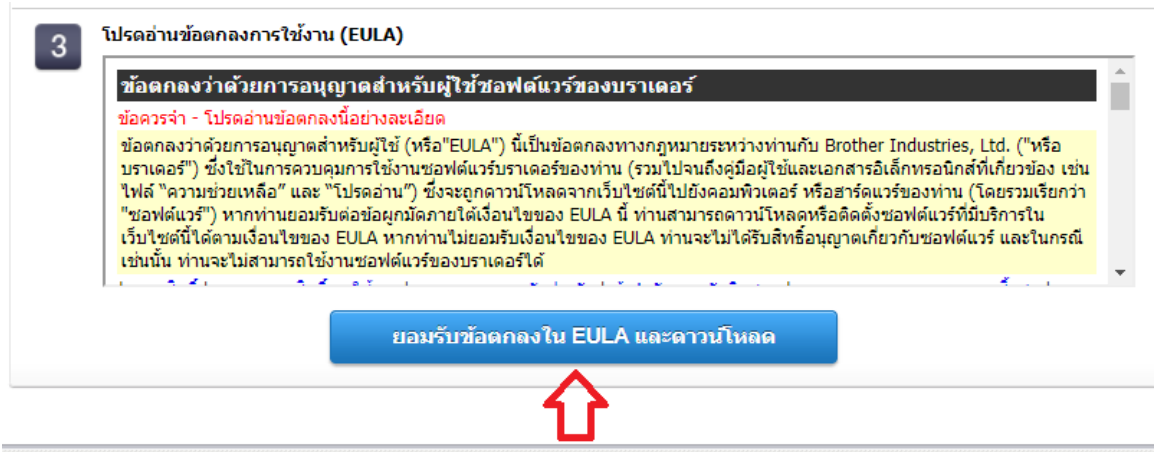 3
โปรดอ่านข้อตกลงการใช้งาน (EULA)
ข้อตกลงว่าด้วยการอนุญาตสำหรับผู้ใช้ซอฟต์แวร์ของบราเดอร์
ข้อควรจำ - โปรดอ่านข้อตกลงนี้อย่างละเอียด
ข้อตกลงว่าด้วยการอนุญาตสำหรับผู้ใช้ (หรือ"EULA") นี้เป็นข้อตกลงทางกฎหมายระหว่างท่านกับ Brother Industries, Ltd. ("หรือ
บราเดอร์") ซึ่งใช้ในการควบคุมการใช้งานซอฟต์แวร์บราเดอร์ของท่าน (รวมไปจนถึงคู่มือผู้ใช้และเอกสารอิเล็กทรอนิกส์ที่เกี่ยวข้อง เช่น
ไฟล์ “ความช่วยเหลือ” และ “โปรดอ่าน”) ซึ่งจะถูกดาวน์โหลดจากเว็บไซต์นี้ไปยังคอมพิวเตอร์ หรือฮาร์ดแวร์ของท่าน (โดยรวมเรียกว่า
"ซอฟต์แวร์") หากท่านยอมรับต่อข้อผูกมัดภายใต้เงื่อนไขของ EULA นี้ ท่านสามารถดาวน์โหลดหรือติดตั้งซอฟต์แวร์ที่มีบริการใน
เว็บไซต์นี้ได้ตามเงื่อนไขของ EULA หากท่านไม่ยอมรับเงื่อนไขของ EULA ท่านจะไม่ได้รับสิทธิ์อนุญาตเกี่ยวกับซอฟต์แวร์ และในกรณี
เช่นนั้น ท่านจะไม่สามารถใช้งานซอฟต์แวร์ของบราเดอร์ได้
ยอมรับข้อตกลงใน EULA และดาวน์โหลด